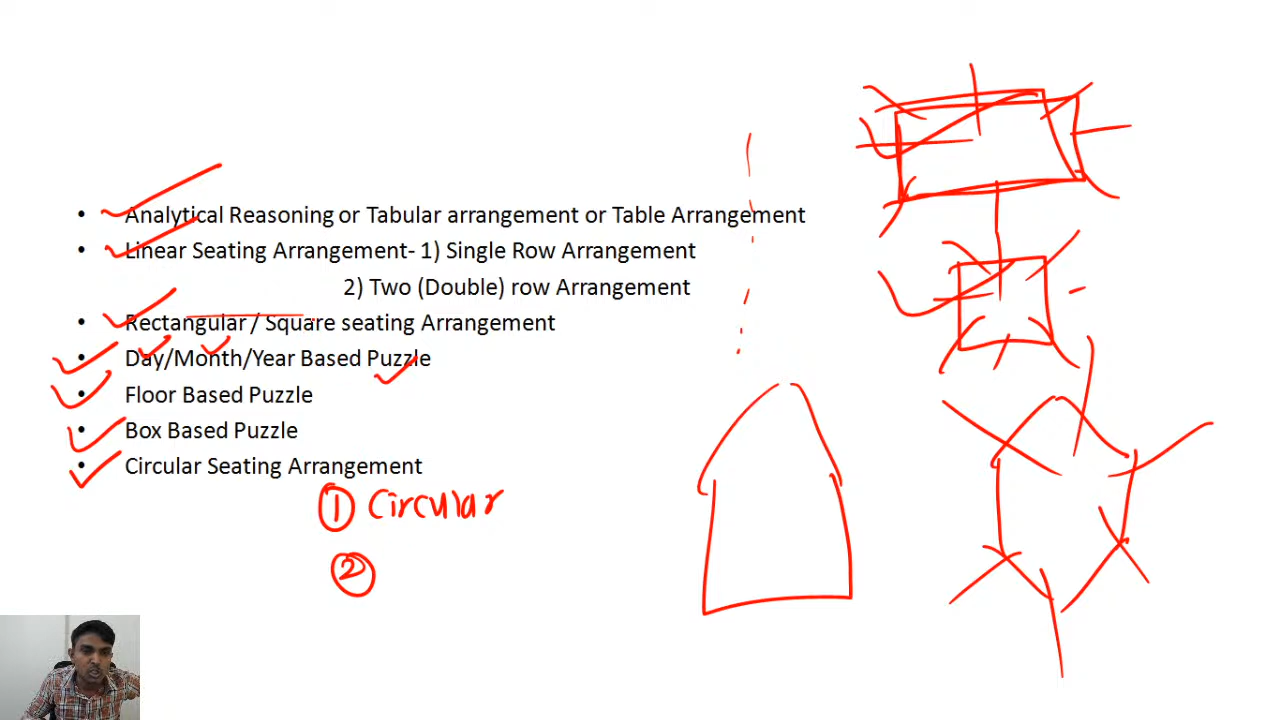 • Analytical Reasoning or Tabular arrangement or Table Arrangement
• Linear Seating Arrangement- 1) Single Row Arrangement
2) Two (Double) row Arrangement
• Rectangular / Square seating Arrangement
• Day/Month/Year Based Puzzle
• Floor Based Puzzle
• Box Based Puzzle
• Circular Seating Arrangement
① Circular
②